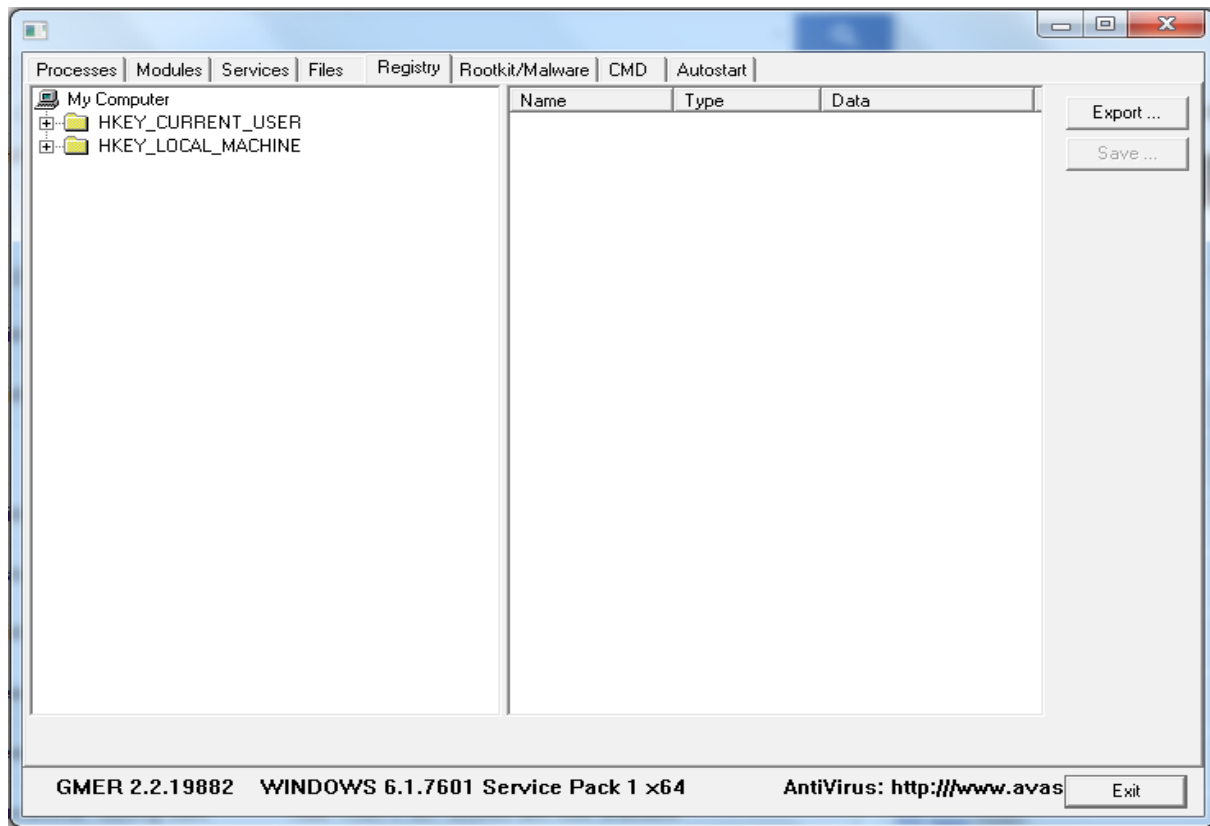 Processes Modules Services Files Registry Rootkit/Malware CMD Autostart
My Computer
HKEY_CURRENT_USER
HKEY_LOCAL_MACHINE
Name Type Data
Export ...
Save ...
GMER 2.2.19882 WINDOWS 6.1.7601 Service Pack 1 x64 AntiVirus: http:///www.avas
Exit